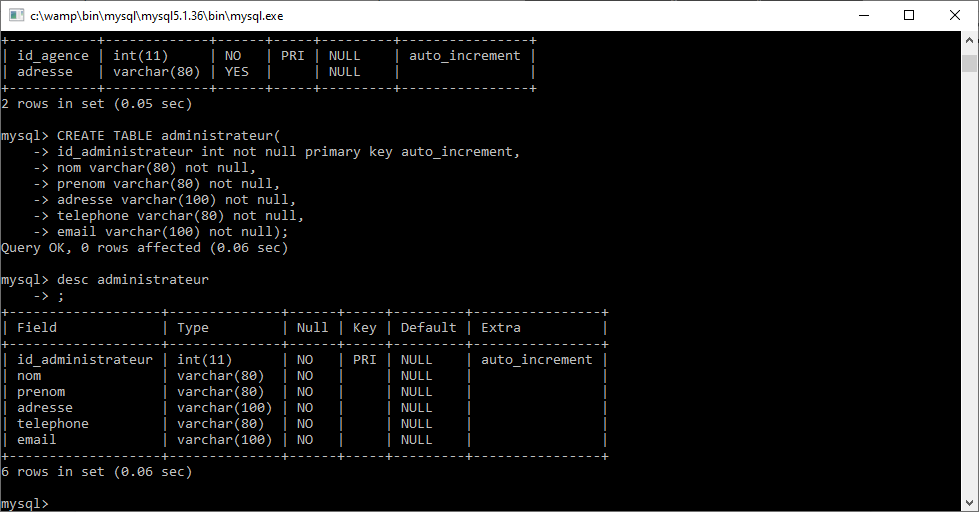 c:\wamp\bin\mysql\mysql5.1.36\bin\mysql.exe
+-----------+-------------+------+-----+---------+----------------+
| id_agence | int(11)     | NO   | PRI | NULL    | auto_increment |
| adresse   | varchar(80) | YES  |     | NULL    |                |
+-----------+-------------+------+-----+---------+----------------+
2 rows in set (0.05 sec)
mysql> CREATE TABLE administrateur(
    -> id_administrateur int not null primary key auto_increment,
    -> nom varchar(80) not null,
    -> prenom varchar(80) not null,
    -> adresse varchar(100) not null,
    -> telephone varchar(80) not null,
    -> email varchar(100) not null);
Query OK, 0 rows affected (0.06 sec)
mysql> desc administrateur
    -> ;
+-------------------+--------------+------+-----+---------+----------------+
| Field             | Type         | Null | Key | Default | Extra          |
+-------------------+--------------+------+-----+---------+----------------+
| id_administrateur | int(11)      | NO   | PRI | NULL    | auto_increment |
| nom               | varchar(80)  | NO   |     | NULL    |                |
| prenom            | varchar(80)  | NO   |     | NULL    |                |
| adresse           | varchar(100) | NO   |     | NULL    |                |
| telephone         | varchar(80)  | NO   |     | NULL    |                |
| email             | varchar(100) | NO   |     | NULL    |                |
+-------------------+--------------+------+-----+---------+----------------+
6 rows in set (0.06 sec)
mysql>